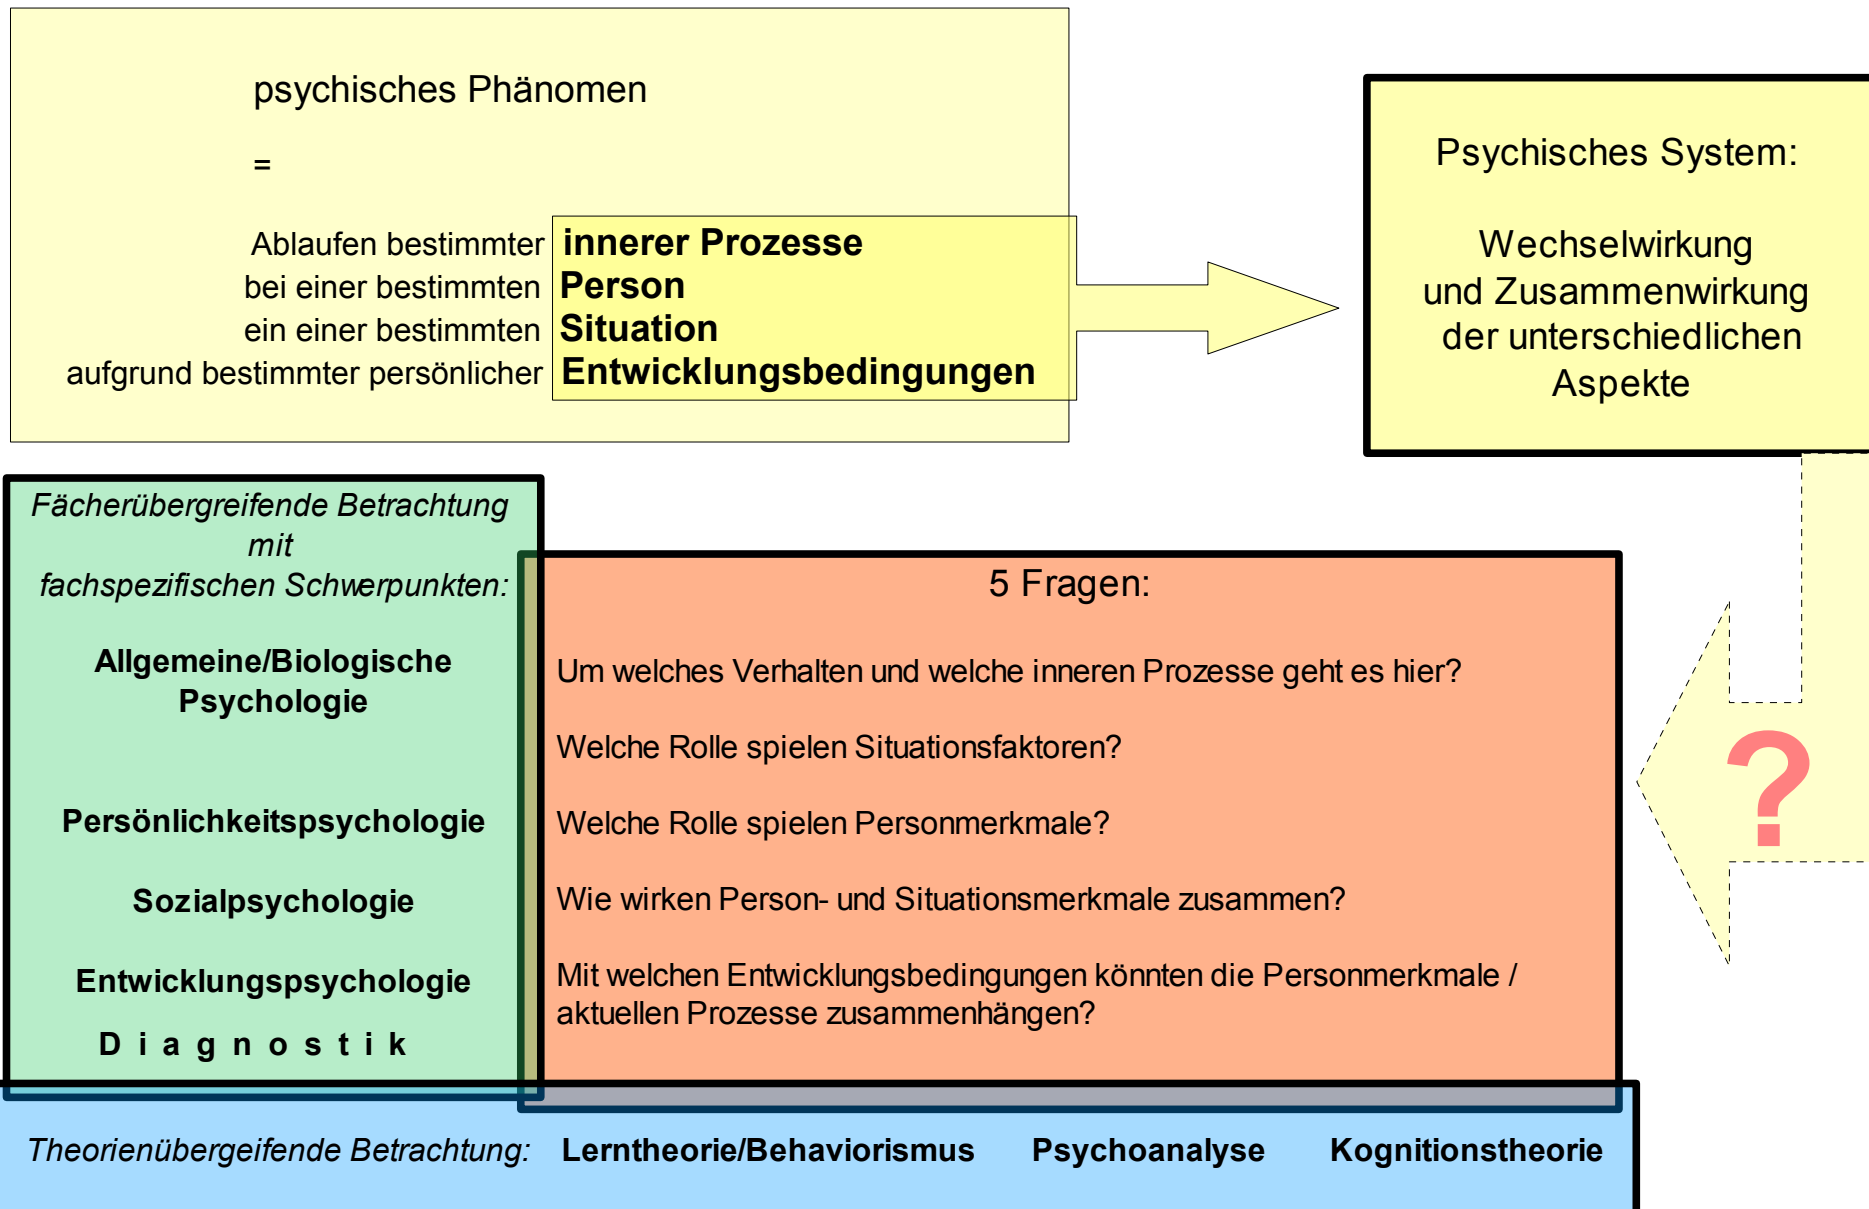 psychisches Phänomen
=
Ablaufen bestimmter innerer Prozesse
bei einer bestimmten Person
ein einer bestimmten Situation
aufgrund bestimmter persönlicher Entwicklungsbedingungen
Psychisches System:
Wechselwirkung
und Zusammenwirkung
der unterschiedlichen
Aspekte
Fächerübergreifende Betrachtung
mit
fachspezifischen Schwerpunkten:
Allgemeine/Biologische
Psychologie
Persönlichkeitspsychologie
Sozialpsychologie
Entwicklungspsychologie
D i a g n o s t i k
5 Fragen:
Um welches Verhalten und welche inneren Prozesse geht es hier?
Welche Rolle spielen Situationsfaktoren?
Welche Rolle spielen Personmerkmale?
Wie wirken Person- und Situationsmerkmale zusammen?
Mit welchen Entwicklungsbedingungen könnten die Personmerkmale /
aktuellen Prozesse zusammenhängen?
?
Theorienübergeifende Betrachtung: Lerntheorie/Behaviorismus Psychoanalyse Kognitionstheorie